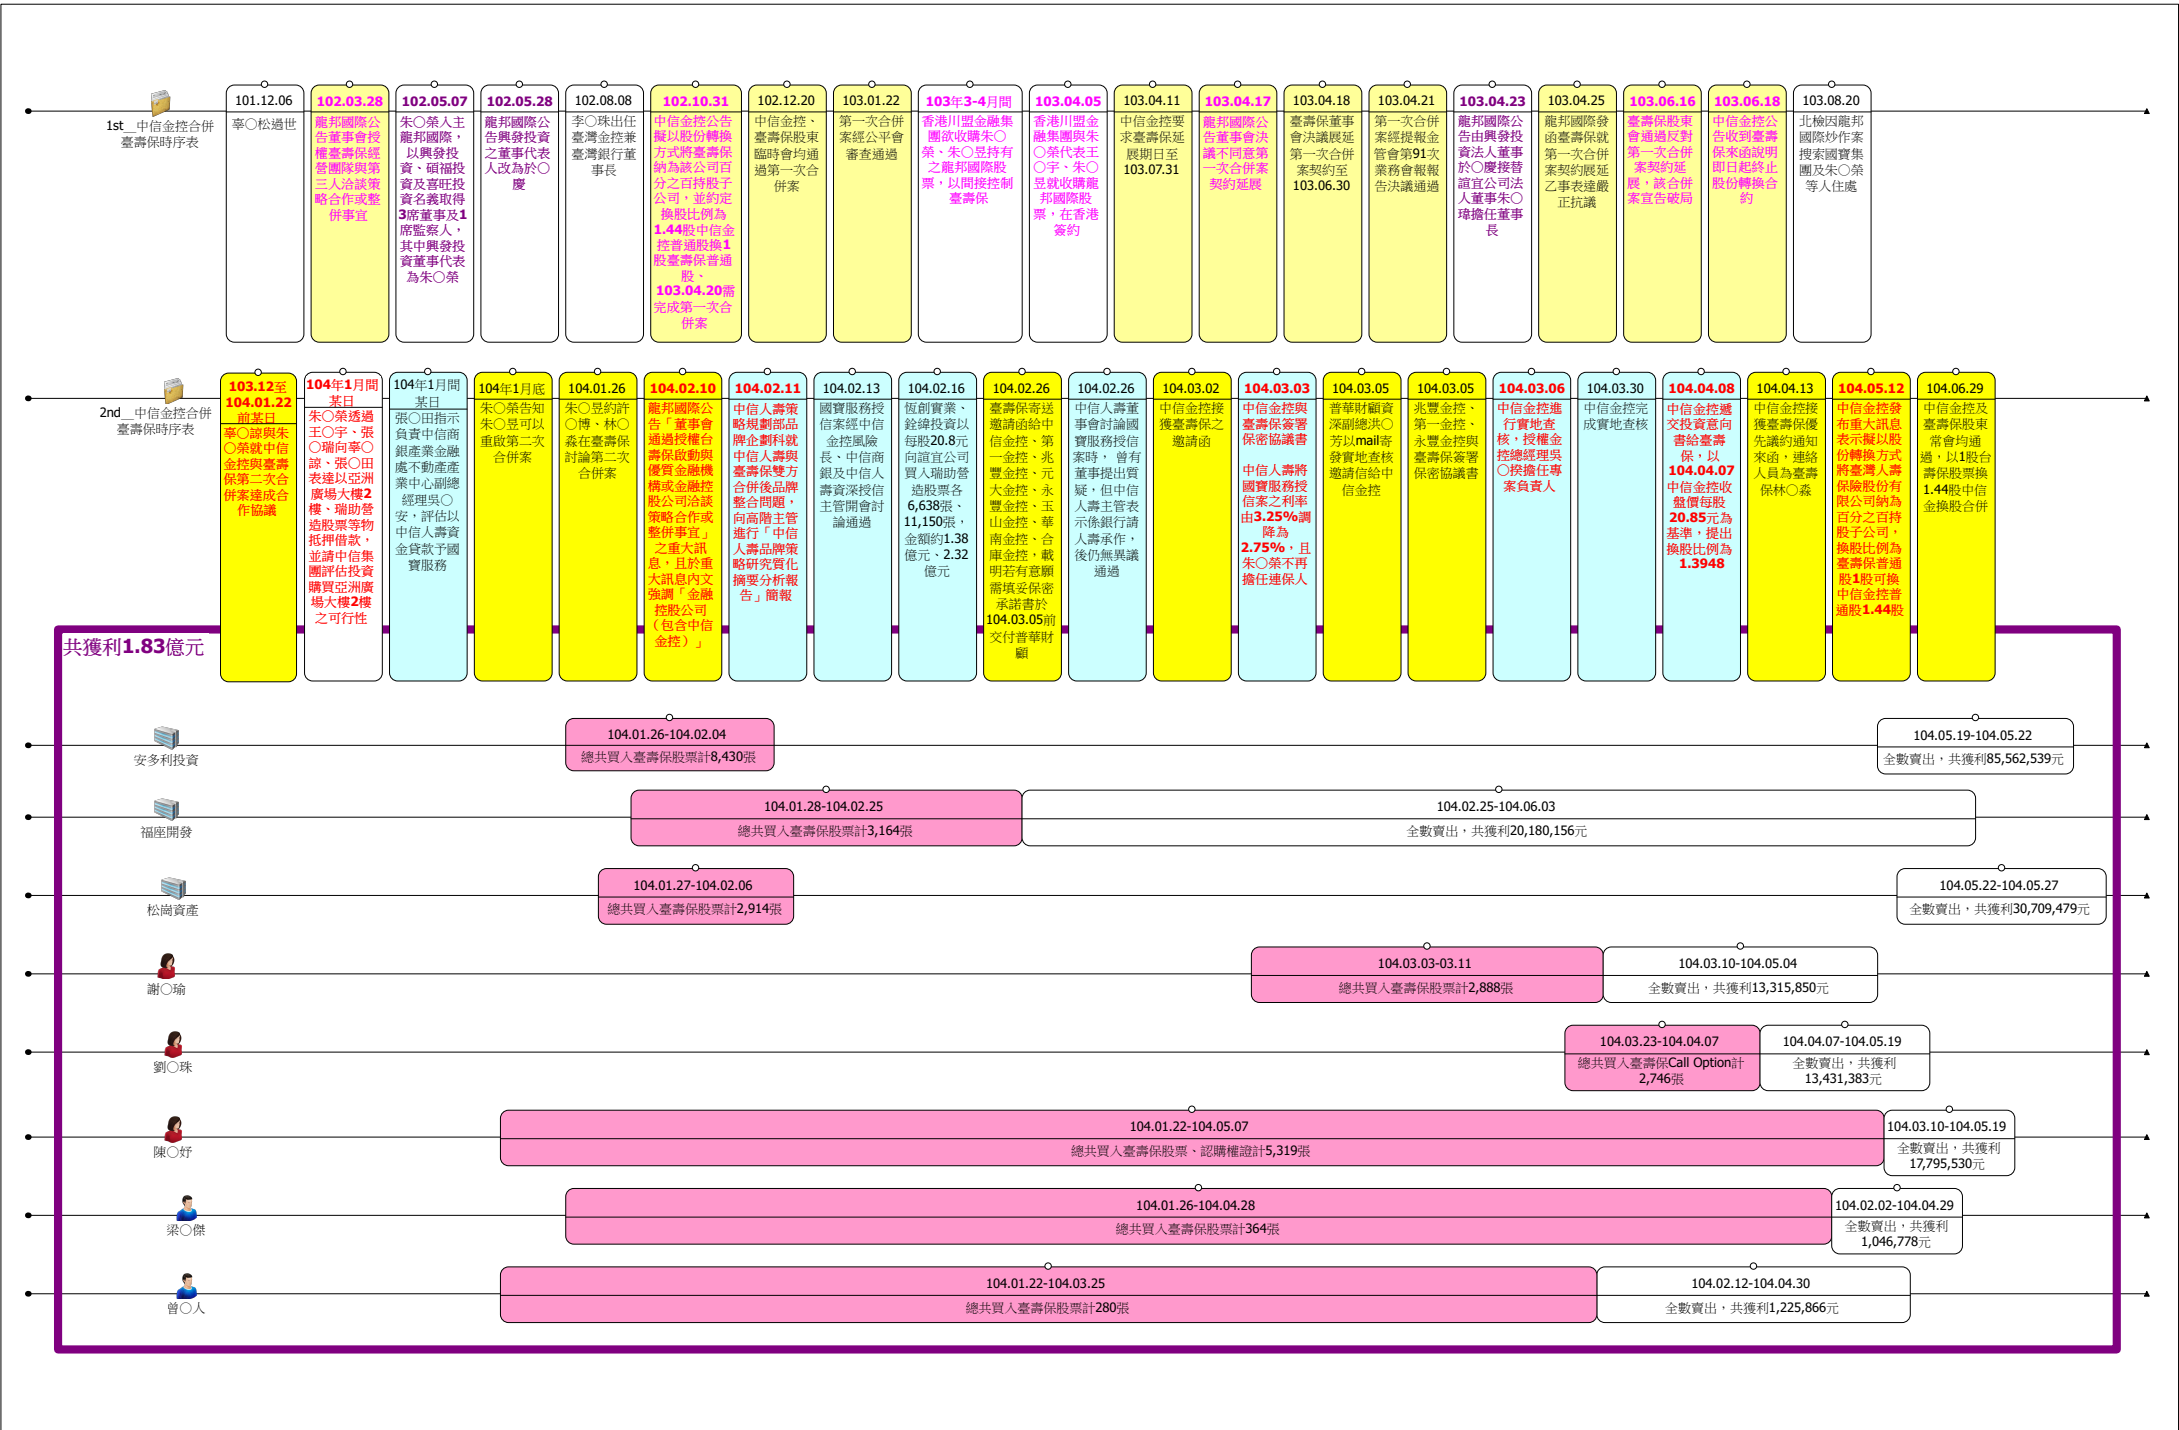 1st__中信金控合併
臺壽保時序表
101.12.06
辜○松過世
102.03.28
龍邦國際公
告董事會授
權臺壽保經
營團隊與第
三人洽談策
略合作或整
併事宜
102.05.07
朱○榮入主
龍邦國際，
以興發投
資、碩福投
資及喜旺投
資名義取得
3席董事及1
席監察人，
其中興發投
資董事代表
為朱○榮
102.05.28
龍邦國際公
告興發投資
之董事代表
人改為於○
慶
102.08.08
李○珠出任
臺灣金控兼
臺灣銀行董
事長
102.10.31
中信金控公告
擬以股份轉換
方式將臺壽保
納為該公司百
分之百持股子
公司，並約定
換股比例為
1.44股中信金
控普通股換1
股臺壽保普通
股、
103.04.20需
完成第一次合
併案
102.12.20
中信金控、
臺壽保股東
臨時會均通
過第一次合
併案
103.01.22
第一次合併
案經公平會
審查通過
103年3-4月間
香港川盟金融集
團欲收購朱○
榮、朱○昱持有
之龍邦國際股
票，以間接控制
臺壽保
103.04.05
香港川盟金
融集團與朱
○榮代表王
○宇、朱○
昱就收購龍
邦國際股
票，在香港
簽約
103.04.11
中信金控要
求臺壽保延
展期日至
103.07.31
103.04.17
龍邦國際公
告董事會決
議不同意第
一次合併案
契約延展
103.04.18
臺壽保董事
會決議展延
第一次合併
案契約至
103.06.30
103.04.21
第一次合併
案經提報金
管會第91次
業務會報報
告決議通過
103.04.23
龍邦國際公
告由興發投
資法人董事
於○慶接替
誼宜公司法
人董事朱○
瑋擔任董事
長
103.04.25
龍邦國際發
函臺壽保就
第一次合併
案契約展延
乙事表達嚴
正抗議
103.06.16
臺壽保股東
會通過反對
第一次合併
案契約延
展，該合併
案宣告破局
103.06.18
中信金控公
告收到臺壽
保來函說明
即日起終止
股份轉換合
約
103.08.20
北檢因龍邦
國際炒作案
搜索國寶集
團及朱○榮
等人住處
2nd__中信金控合併
臺壽保時序表
103.12至
104.01.22
前某日
辜○諒與朱
○榮就中信
金控與臺壽
保第二次合
併案達成合
作協議
104年1月間
某日
朱○榮透過
王○宇、張
○瑞向辜○
諒、張○田
表達以亞洲
廣場大樓2
樓、瑞助營
造股票等物
抵押借款，
並請中信集
團評估投資
購買亞洲廣
場大樓2樓
之可行性
104年1月間
某日
張○田指示
負責中信商
銀產業金融
處不動產產
業中心副總
經理吳○
安，評估以
中信人壽資
金貸款予國
寶服務
104年1月底
朱○榮告知
朱○昱可以
重啟第二次
合併案
104.01.26
朱○昱約許
○博、林○
淼在臺壽保
討論第二次
合併案
104.02.10
龍邦國際公
告「董事會
通過授權台
壽保啟動與
優質金融機
構或金融控
股公司洽談
策略合作或
整併事宜」
之重大訊
息，且於重
大訊息內文
強調「金融
控股公司
（包含中信
金控）」
104.02.11
中信人壽策
略規劃部品
牌企劃科就
中信人壽與
臺壽保雙方
合併後品牌
整合問題，
向高階主管
進行「中信
人壽品牌策
略研究質化
摘要分析報
告」簡報
104.02.13
國寶服務授
信案經中信
金控風險
長、中信商
銀及中信人
壽資深授信
主管開會討
論通過
104.02.16
恆創實業、
銓緯投資以
每股20.8元
向誼宜公司
買入瑞助營
造股票各
6,638張、
11,150張，
金額約1.38
億元、2.32
億元
104.02.26
臺壽保寄送
邀請函給中
信金控、第
一金控、兆
豐金控、元
大金控、永
豐金控、玉
山金控、華
南金控、合
庫金控，載
明若有意願
需填妥保密
承諾書於
104.03.05前
交付普華財
顧
104.02.26
中信人壽董
事會討論國
寶服務授信
案時， 曾有
董事提出質
疑，但中信
人壽主管表
示係銀行請
人壽承作，
後仍無異議
通過
104.03.02
中信金控接
獲臺壽保之
邀請函
104.03.03
中信金控與
臺壽保簽署
保密協議書
中信人壽將
國寶服務授
信案之利率
由3.25%調
降為
2.75%，且
朱○榮不再
擔任連保人
104.03.05
普華財顧資
深副總洪○
芳以mail寄
發實地查核
邀請信給中
信金控
104.03.05
兆豐金控、
第一金控、
永豐金控與
臺壽保簽署
保密協議書
104.03.06
中信金控進
行實地查
核，授權金
控總經理吳
○揆擔任專
案負責人
104.03.30
中信金控完
成實地查核
104.04.08
中信金控遞
交投資意向
書給臺壽
保，以
104.04.07
中信金控收
盤價每股
20.85元為
基準，提出
換股比例為
1.3948
104.04.13
中信金控接
獲臺壽保優
先議約通知
來函，連絡
人員為臺壽
保林○淼
104.05.12
中信金控發
布重大訊息
表示擬以股
份轉換方式
將臺灣人壽
保險股份有
限公司納為
百分之百持
股子公司，
換股比例為
臺壽保普通
股1股可換
中信金控普
通股1.44股
104.06.29
中信金控及
臺壽保股東
常會均通
過，以1股台
壽保股票換
1.44股中信
金換股合併
共獲利1.83億元
安多利投資
104.01.26-104.02.04
總共買入臺壽保股票計8,430張
104.05.19-104.05.22
全數賣出，共獲利85,562,539元
福座開發
104.01.28-104.02.25
總共買入臺壽保股票計3,164張
104.02.25-104.06.03
全數賣出，共獲利20,180,156元
松崗資產
104.01.27-104.02.06
總共買入臺壽保股票計2,914張
104.05.22-104.05.27
全數賣出，共獲利30,709,479元
謝○瑜
104.03.03-03.11
總共買入臺壽保股票計2,888張
104.03.10-104.05.04
全數賣出，共獲利13,315,850元
劉○珠
104.03.23-104.04.07
總共買入臺壽保Call Option計
2,746張
104.04.07-104.05.19
全數賣出，共獲利
13,431,383元
陳○妤
104.01.22-104.05.07
總共買入臺壽保股票、認購權證計5,319張
104.03.10-104.05.19
全數賣出，共獲利
17,795,530元
梁○傑
104.01.26-104.04.28
總共買入臺壽保股票計364張
104.02.02-104.04.29
全數賣出，共獲利
1,046,778元
曾○人
104.01.22-104.03.25
總共買入臺壽保股票計280張
104.02.12-104.04.30
全數賣出，共獲利1,225,866元